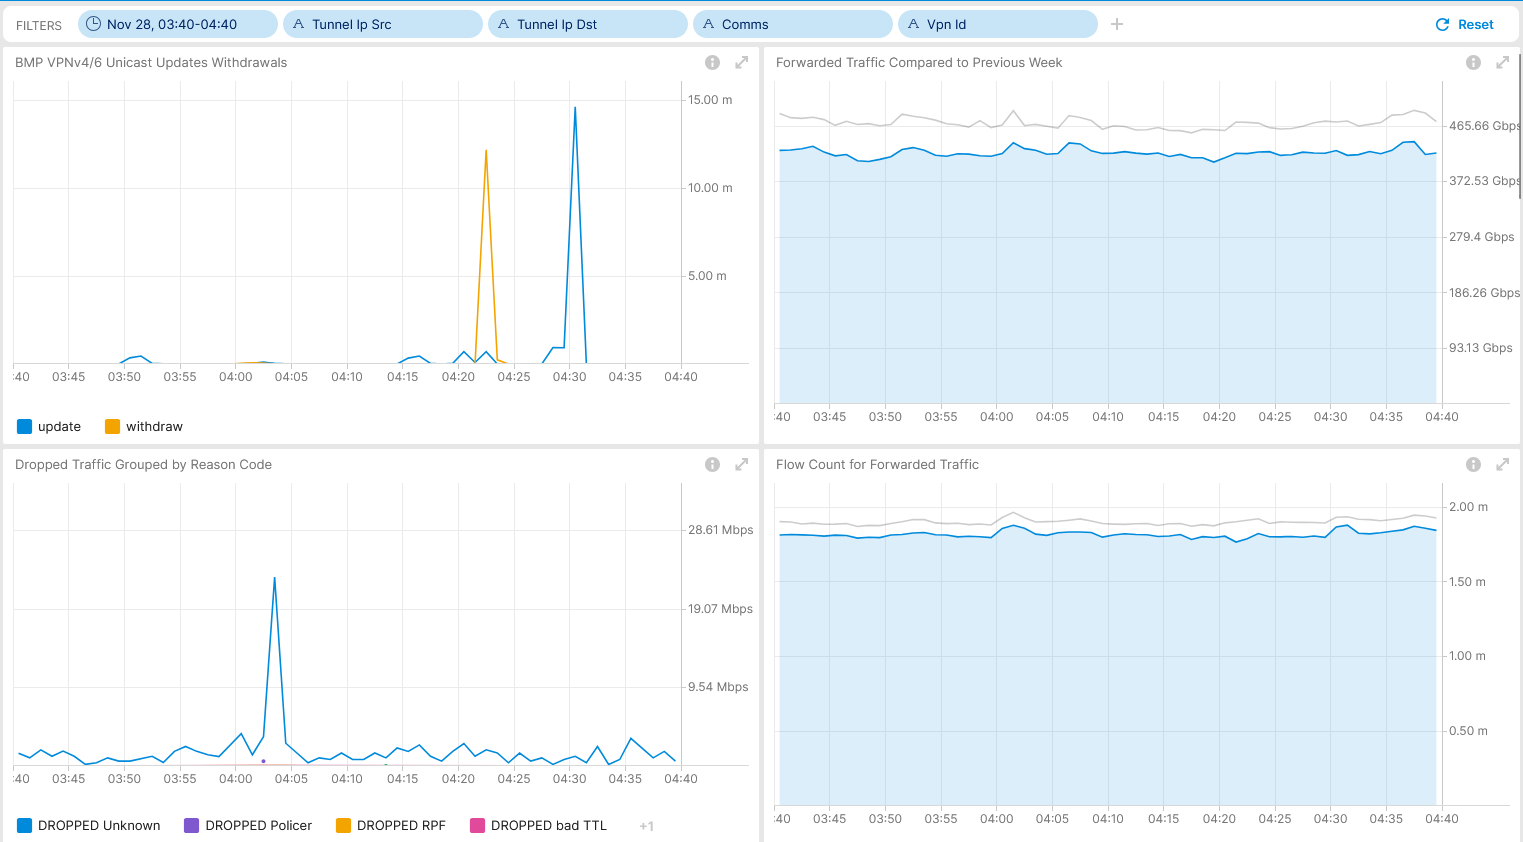 FILTERS Nov 28, 03:40-04:40 A Tunnel Ip Src A Tunnel Ip Dst A Comms A Vpn Id + Reset
BMP VPNv4/6 Unicast Updates Withdrawals
15.00 m
10.00 m
5.00 m
:40 03:45 03:50 03:55 04:00 04:05 04:10 04:15 04:20 04:25 04:30 04:35 04:40
update withdraw
Forwarded Traffic Compared to Previous Week
465.66 Gbps
372.53 Gbps
279.4 Gbps
186.26 Gbps
93.13 Gbps
:40 03:45 03:50 03:55 04:00 04:05 04:10 04:15 04:20 04:25 04:30 04:35 04:40
Dropped Traffic Grouped by Reason Code
28.61 Mbps
19.07 Mbps
9.54 Mbps
:40 03:45 03:50 03:55 04:00 04:05 04:10 04:15 04:20 04:25 04:30 04:35 04:40
DROPPED Unknown DROPPED Policer DROPPED RPF DROPPED bad TTL +1
Flow Count for Forwarded Traffic
2.00 m
1.50 m
1.00 m
0.50 m
:40 03:45 03:50 03:55 04:00 04:05 04:10 04:15 04:20 04:25 04:30 04:35 04:40